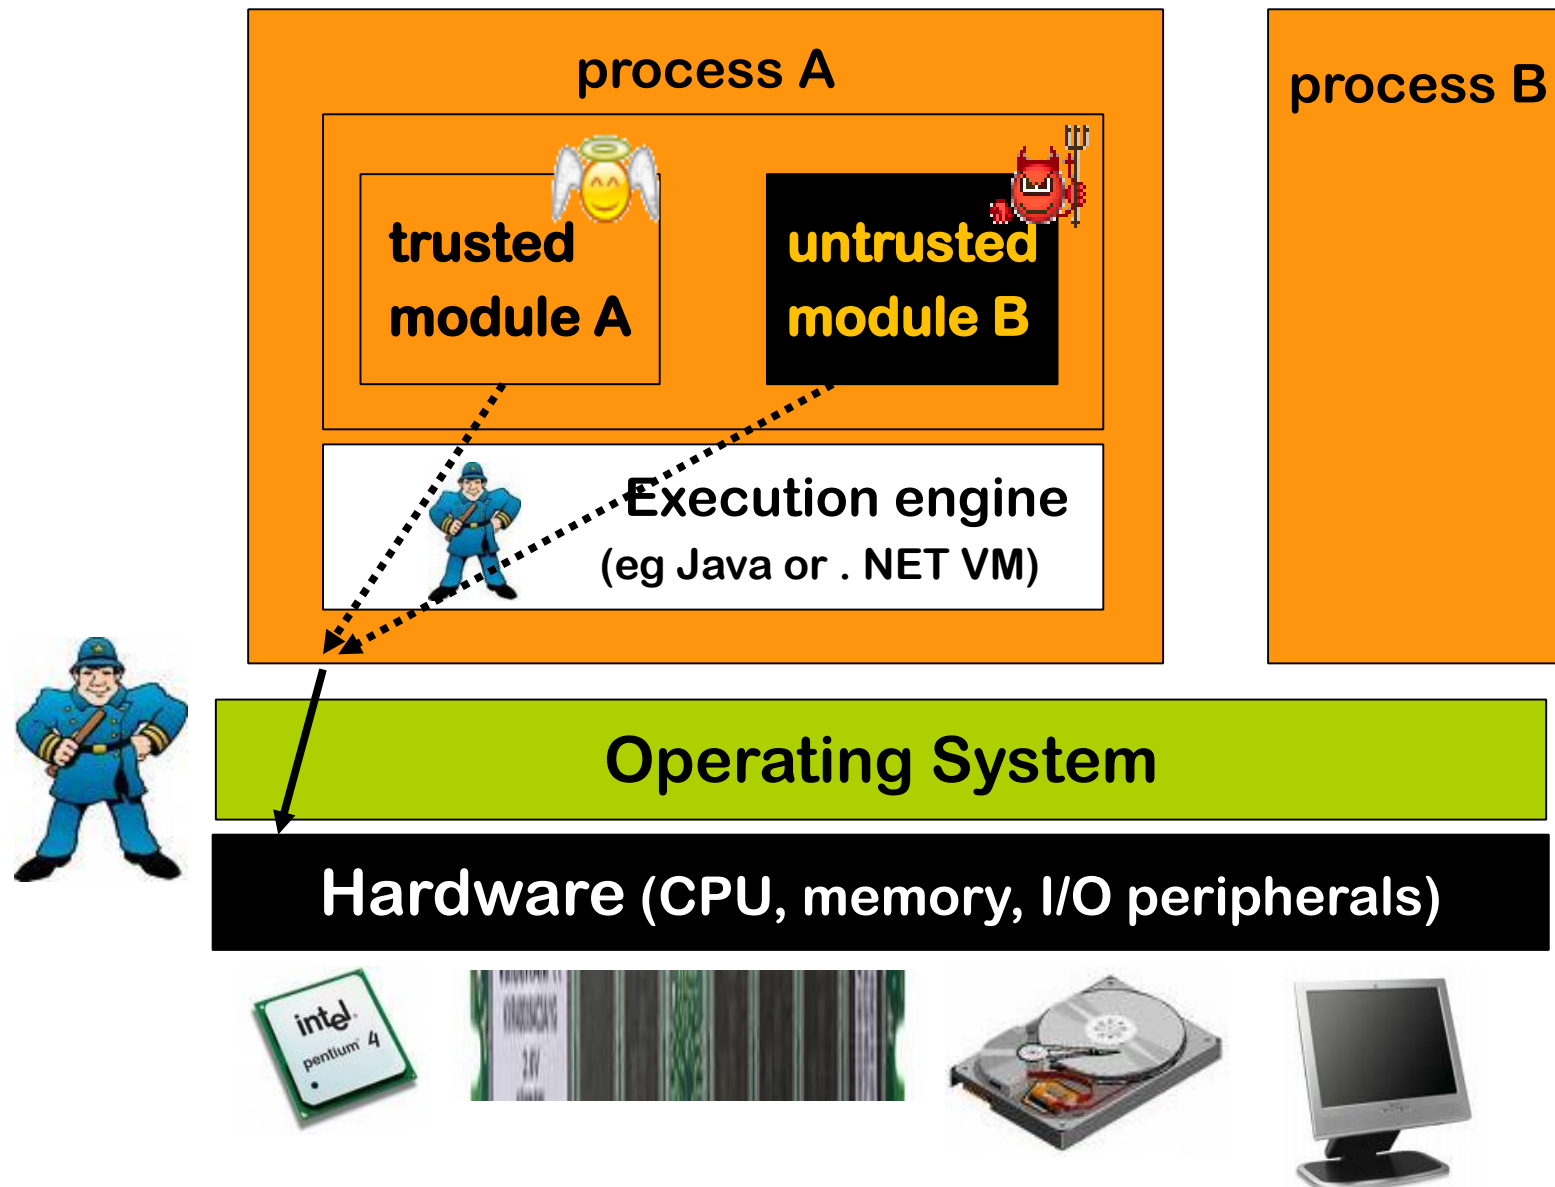 process A
process B
trusted
module A
untrusted
module B
Execution engine
(eg Java or . NET VM)
Operating System
Hardware (CPU, memory, I/O peripherals)
intel.
pentium 4